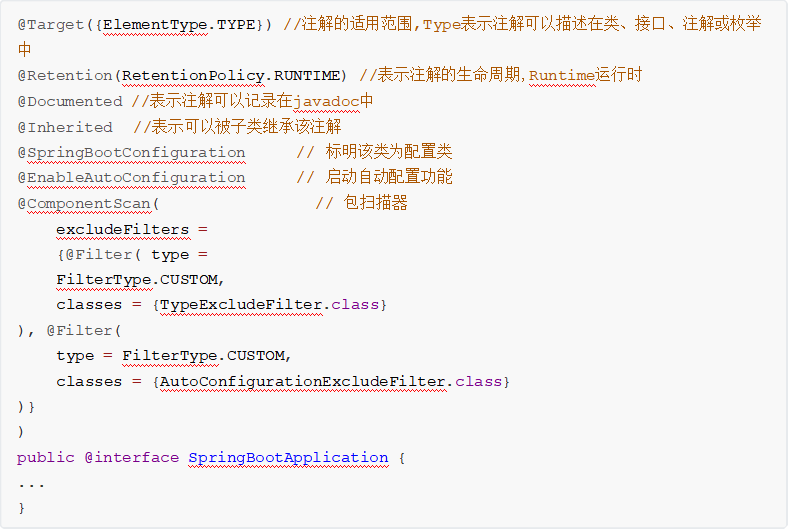 @Target({ElementType.TYPE}) //注解的适用范围,Type表示注解可以描述在类、接口、注解或枚举
中
@Retention(RetentionPolicy.RUNTIME) //表示注解的生命周期,Runtime运行时
@Documented //表示注解可以记录在javadoc中
@Inherited //表示可以被子类继承该注解
@SpringBootConfiguration // 标明该类为配置类
@EnableAutoConfiguration // 启动自动配置功能
@ComponentScan( // 包扫描器
excludeFilters =
{@Filter( type =
FilterType.CUSTOM,
classes = {TypeExcludeFilter.class}
), @Filter(
type = FilterType.CUSTOM,
classes = {AutoConfigurationExcludeFilter.class}
)}
)
public @interface SpringBootApplication {
...
}